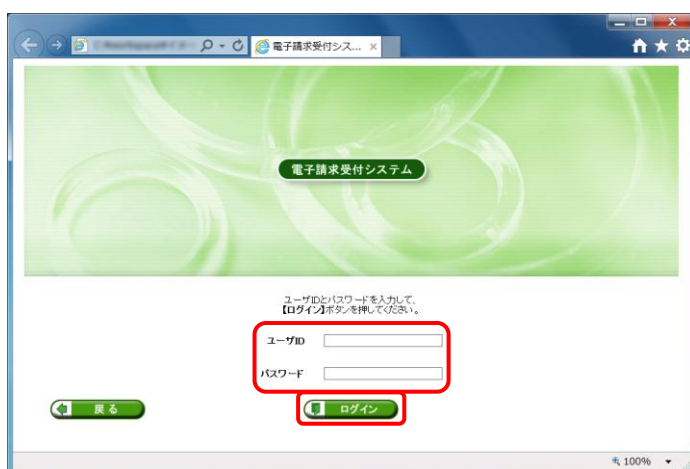 電子請求受付シス...
電子請求受付システム
ユーザIDとパスワードを入力して、
【ログイン】ボタンを押してください。
ユーザID
パスワード
戻る
ログイン
100%